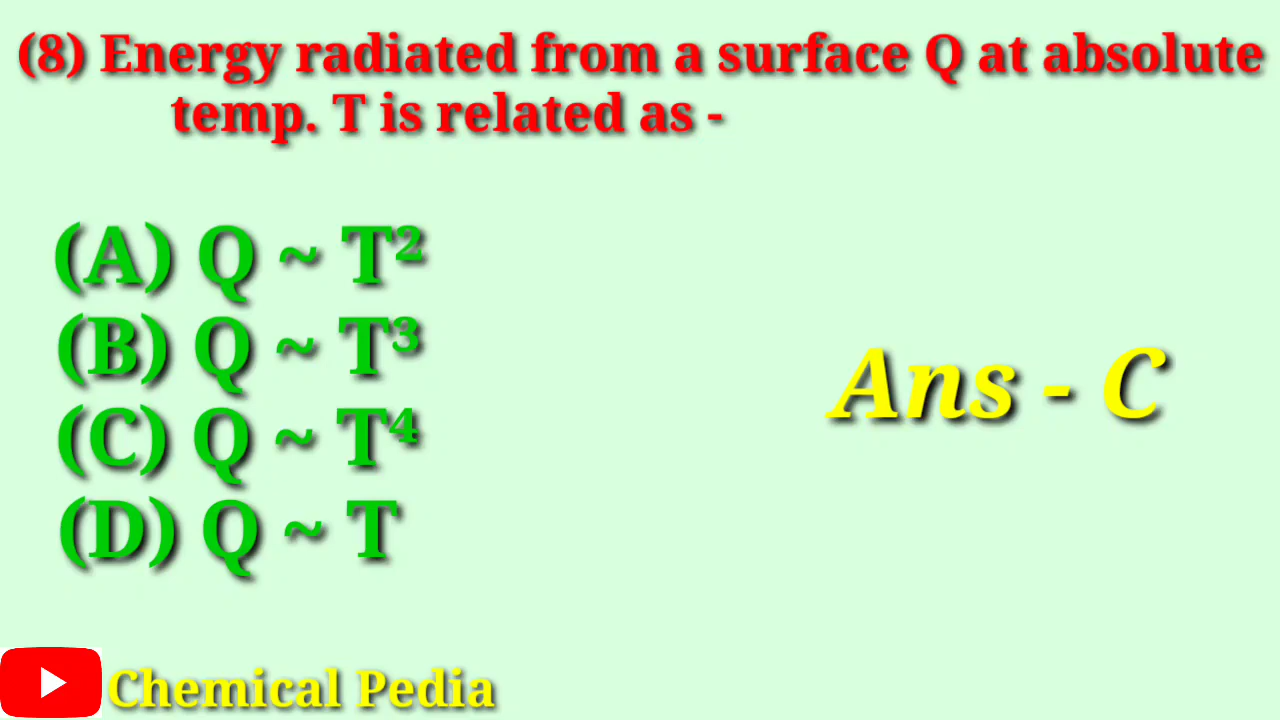 (8) Energy radiated from a surface Q at absolute
temp. T is related as -
(A) Q ~ T²
(B) Q ~ T³
(C) Q ~ T⁴
(D) Q ~ T
Ans - C
Chemical Pedia